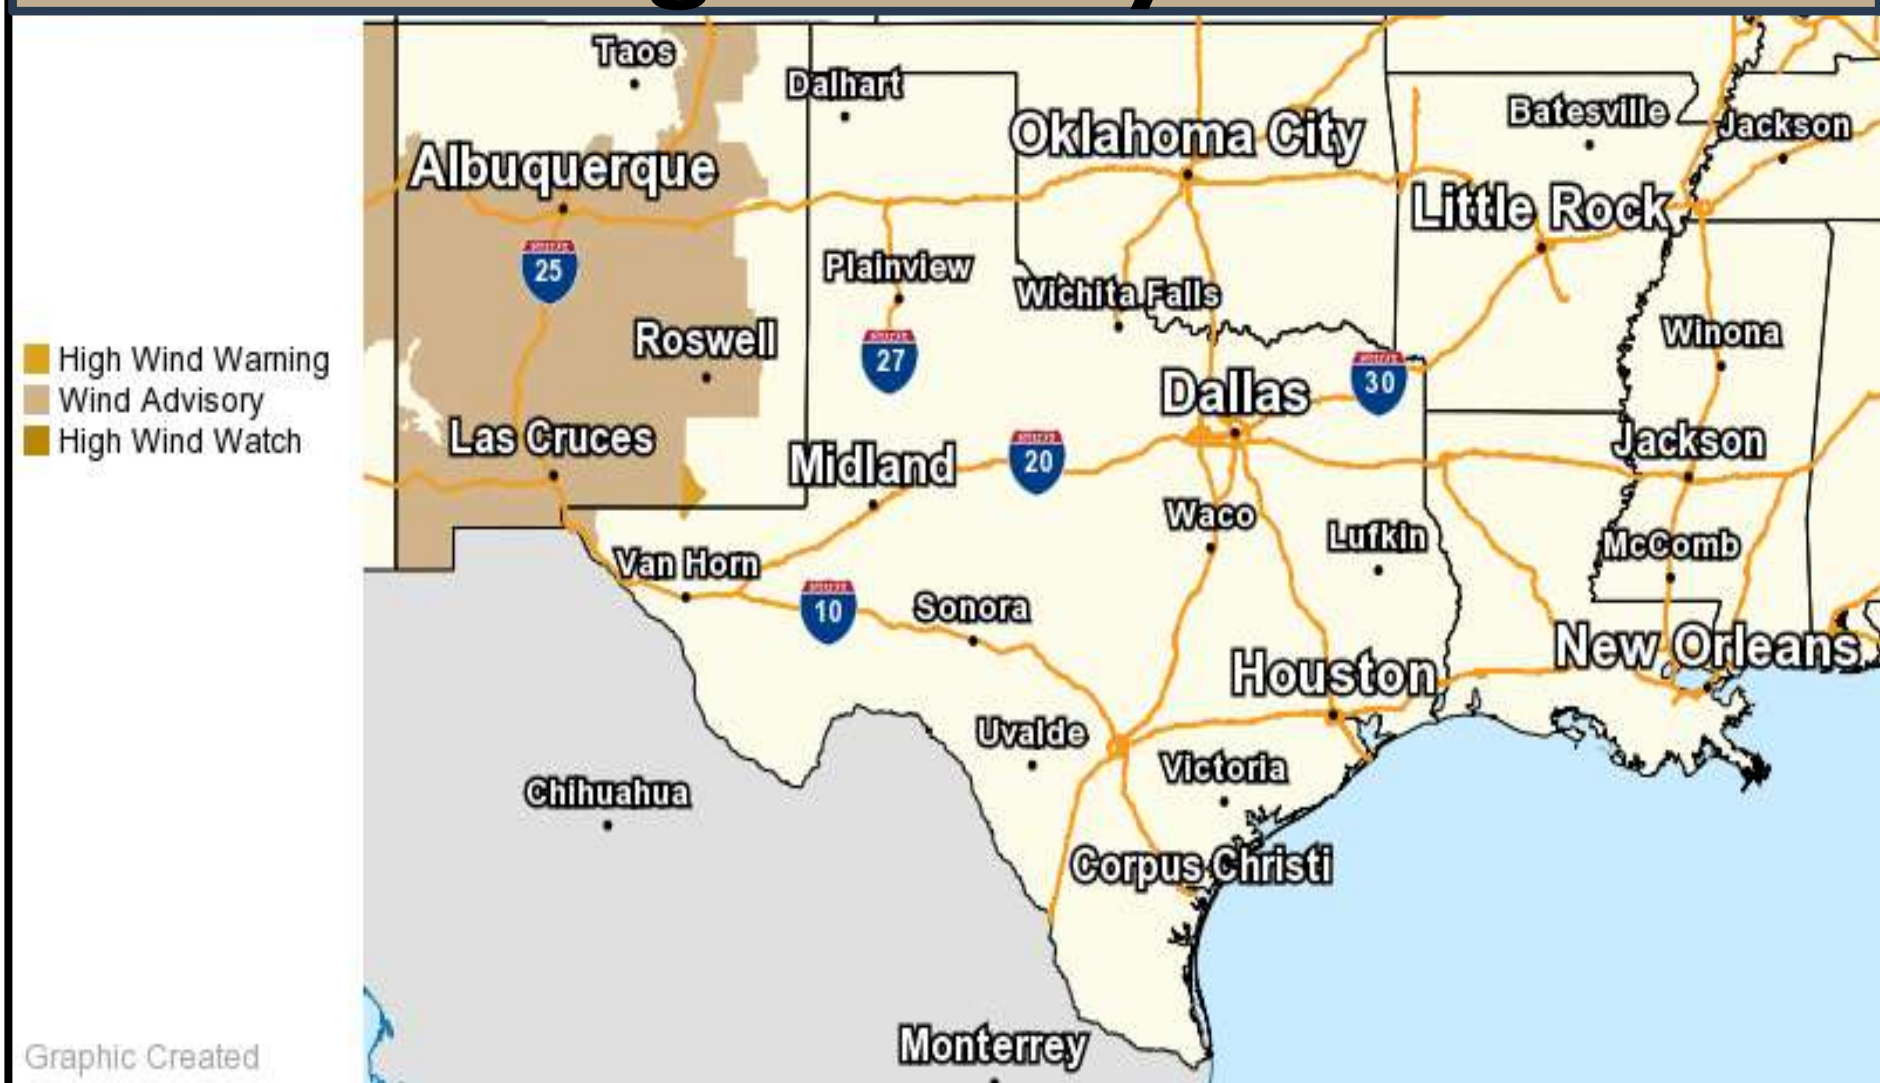 Taos
Dalhart
Oklahoma City
Batesville
Jackson
Albuquerque
Little Rock
25
Plainview
Wichita Falls
Roswell
27
Winona
High Wind Warning
Wind Advisory
High Wind Watch
Dallas
30
Las Cruces
Midland
20
Jackson
Waco
Lufkin
McComb
Van Horn
10
Sonora
New Orleans
Houston
Uvalde
Victoria
Chihuahua
Corpus Christi
Monterrey
Graphic Created